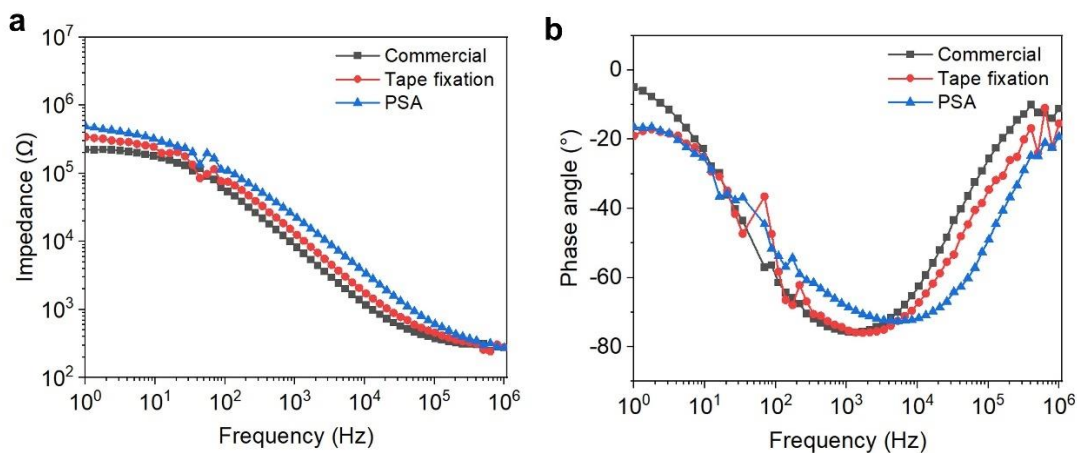 a
10⁷
10⁶
10⁵
10⁴
10³
10²
Impedance (Ω)
Commercial
Tape fixation
PSA
10⁰ 10¹ 10² 10³ 10⁴ 10⁵ 10⁶
Frequency (Hz)
b
0
-20
-40
-60
-80
Phase angle (°)
Commercial
Tape fixation
PSA
10⁰ 10¹ 10² 10³ 10⁴ 10⁵ 10⁶
Frequency (Hz)